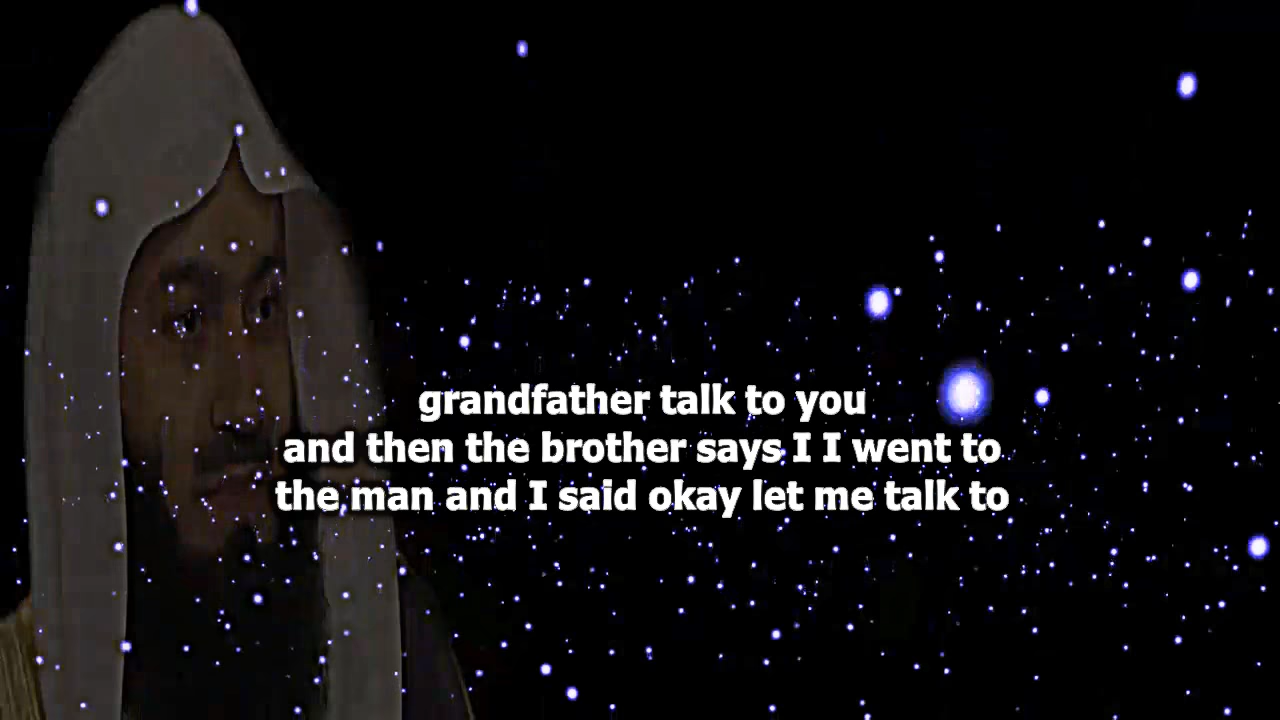 grandfather talk to you
and then the brother says I I went to
the man and I said okay let me talk to